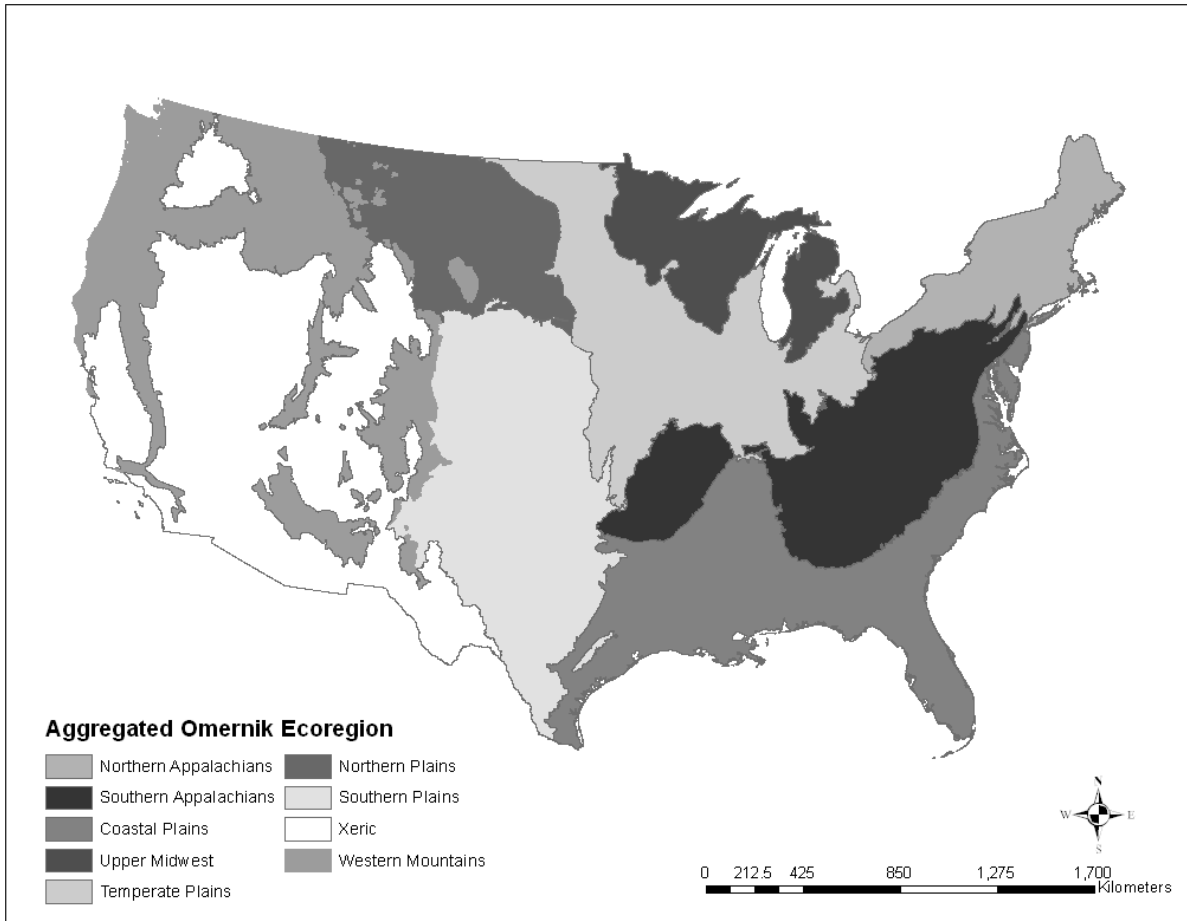 Aggregated Omernik Ecoregion
Northern Appalachians
Southern Appalachians
Coastal Plains
Upper Midwest
Temperate Plains
Northern Plains
Southern Plains
Xeric
Western Mountains
N
W E
S
0 212.5 425 850 1,275 1,700
Kilometers